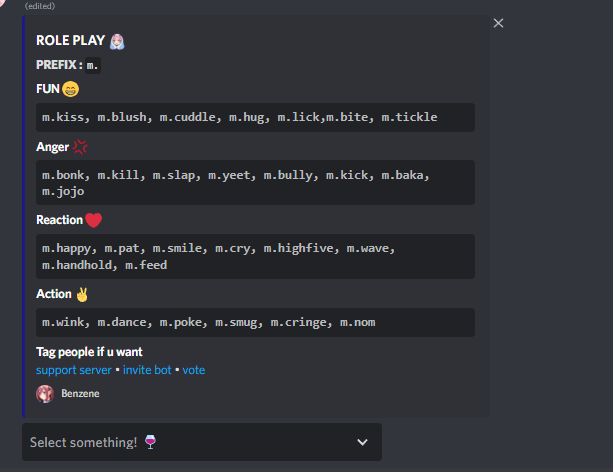 (edited)
ROLE PLAY
PREFIX : m.
FUN 😁
m.kiss, m.blush, m.cuddle, m.hug, m.lick,m.bite, m.tickle
Anger 💢
m.bonk, m.kill, m.slap, m.yeet, m.bully, m.kick, m.baka,
m.jojo
Reaction ❤️
m.happy, m.pat, m.smile, m.cry, m.highfive, m.wave,
m.handhold, m.feed
Action ✌️
m.wink, m.dance, m.poke, m.smug, m.cringe, m.nom
Tag people if u want
support server • invite bot • vote
Benzene
Select something! 🍷